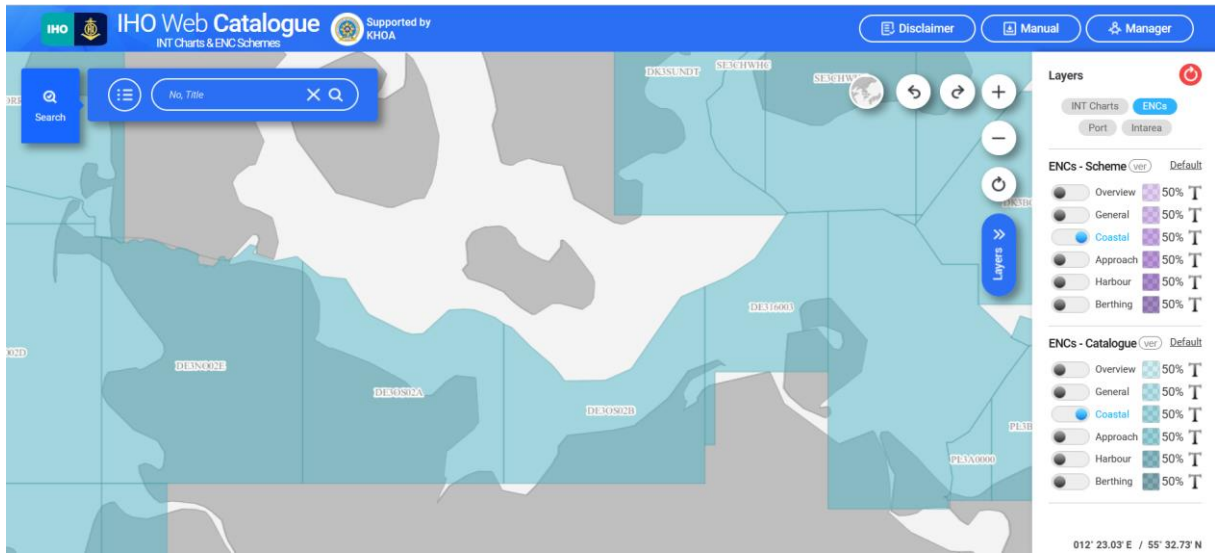 IHO
IHO Web Catalogue
INT Charts & ENC Schemes
Supported by
KHOA
Disclaimer
Manual
Manager
Search
No, Title
DK3SUNDT
SE3CHWHC
DE3NO02E
DE3OS02A
DE3OS02B
DE316003
PL3A0000
Layers
Layers
INT Charts
ENCs
Port
Intarea
ENCs - Scheme
ver
Default
Overview 50% T
General 50% T
Coastal 50% T
Approach 50% T
Harbour 50% T
Berthing 50% T
ENCs - Catalogue
ver
Default
Overview 50% T
General 50% T
Coastal 50% T
Approach 50% T
Harbour 50% T
Berthing 50% T
012° 23.03' E / 55° 32.73' N